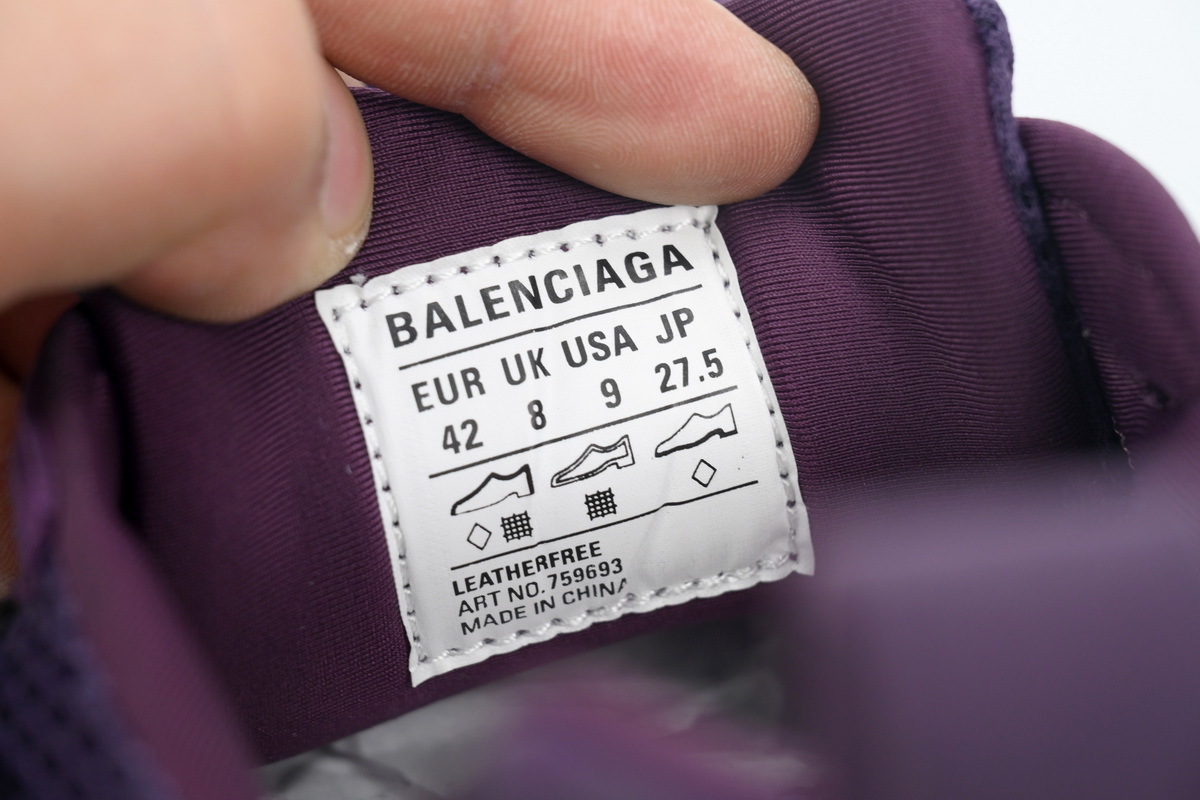 BALENCIAGA
EUR UK USA JP
42 8 9 27.5
LEATHERFREE
ART NO.759693
MADE IN CHINA